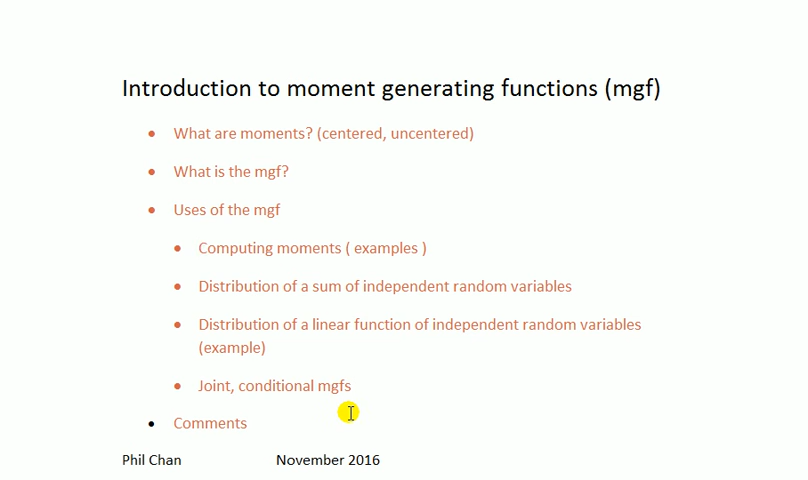 Introduction to moment generating functions (mgf)
• What are moments? (centered, uncentered)
• What is the mgf?
• Uses of the mgf
• Computing moments ( examples )
• Distribution of a sum of independent random variables
• Distribution of a linear function of independent random variables
(example)
• Joint, conditional mgfs
• Comments
Phil Chan November 2016